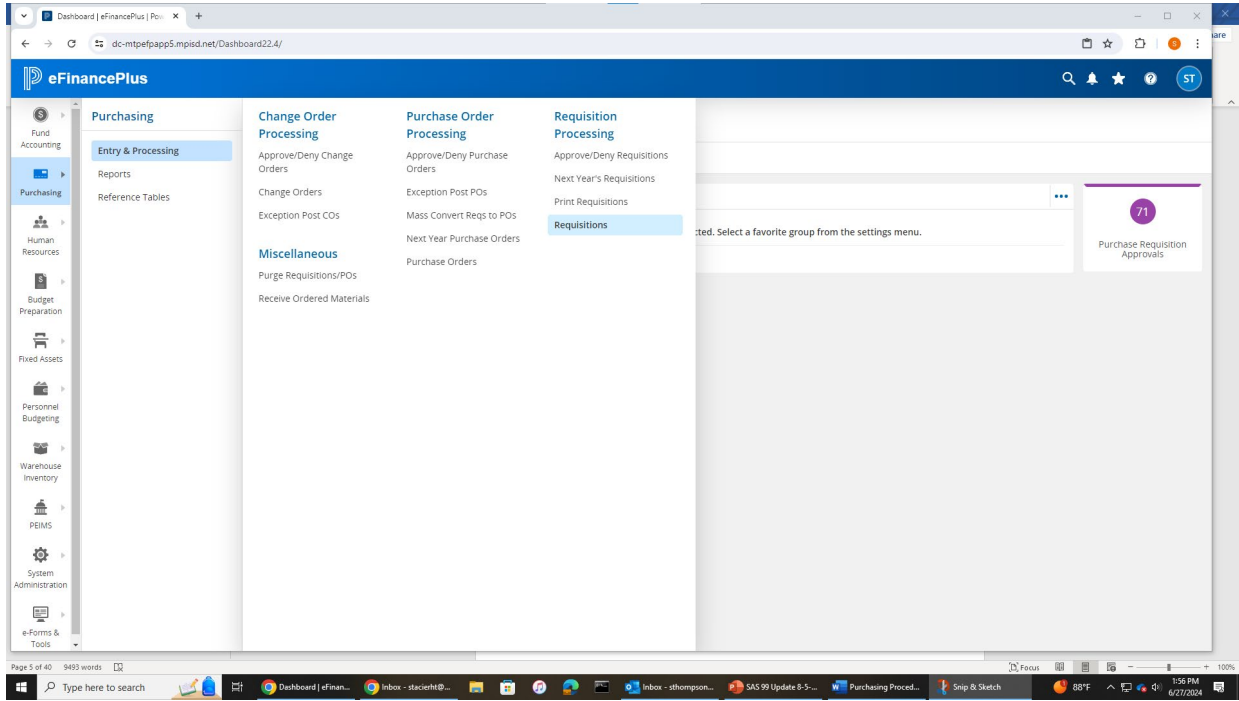 Dashboard | eFinancePlus | Pow
dc-mtpefpapp5.mpisd.net/Dashboard22.4/
S
are
eFinancePlus
ST
Fund
Accounting
Purchasing
Human
Resources
Budget
Preparation
Fixed Assets
Personnel
Budgeting
Warehouse
Inventory
PEIMS
System
Administration
e-Forms &
Tools
Purchasing
Entry & Processing
Reports
Reference Tables
Change Order
Processing
Approve/Deny Change
Orders
Change Orders
Exception Post COs
Miscellaneous
Purge Requisitions/POs
Receive Ordered Materials
Purchase Order
Processing
Approve/Deny Purchase
Orders
Exception Post POs
Mass Convert Reqs to POs
Next Year Purchase Orders
Purchase Orders
Requisition
Processing
Approve/Deny Requisitions
Next Year's Requisitions
Print Requisitions
Requisitions
cted. Select a favorite group from the settings menu.
71
Purchase Requisition
Approvals
Page 5 of 40 9493 words
Focus
100%
Type here to search
Dashboard | eFinan...
Inbox - stacierht@...
Inbox - sthompson...
SAS 99 Update 8-5-...
Purchasing Proced...
Snip & Sketch
88°F
1:56 PM
6/27/2024